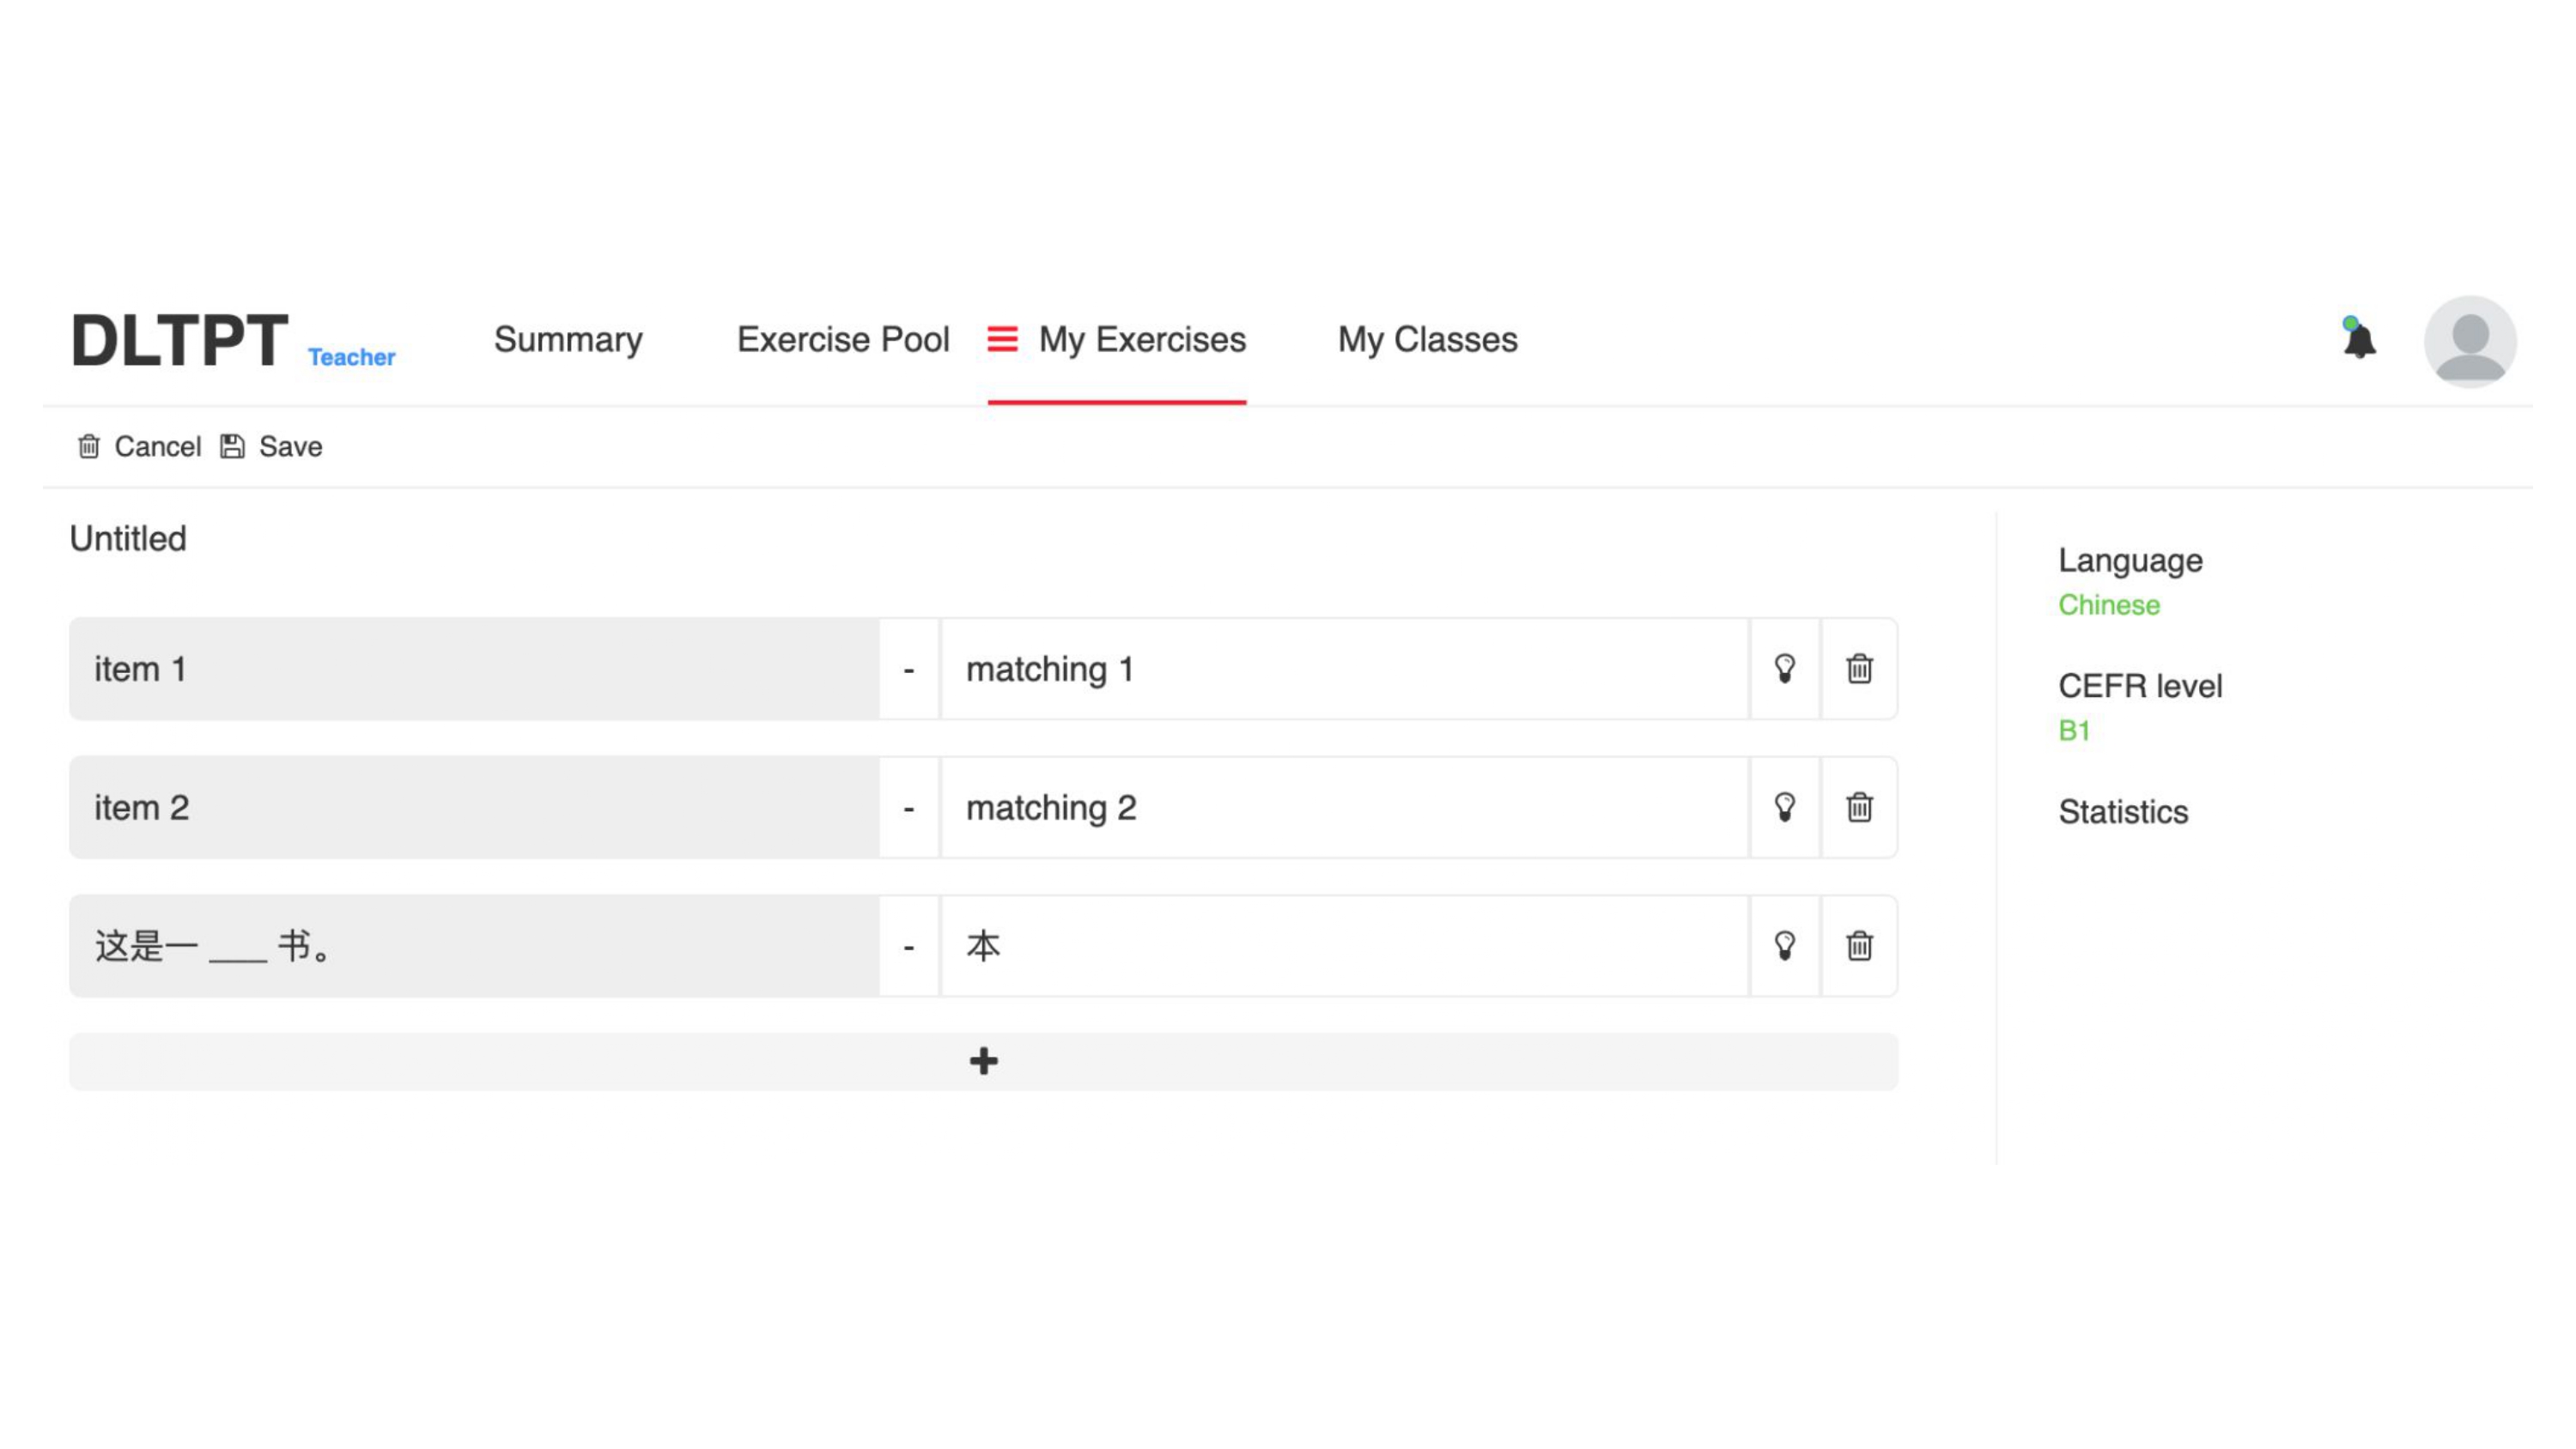 DLTPT Teacher Summary Exercise Pool My Exercises My Classes
Cancel Save
Untitled
item 1 - matching 1
item 2 - matching 2
这是一 ___ 书。 - 本
Language
Chinese
CEFR level
B1
Statistics